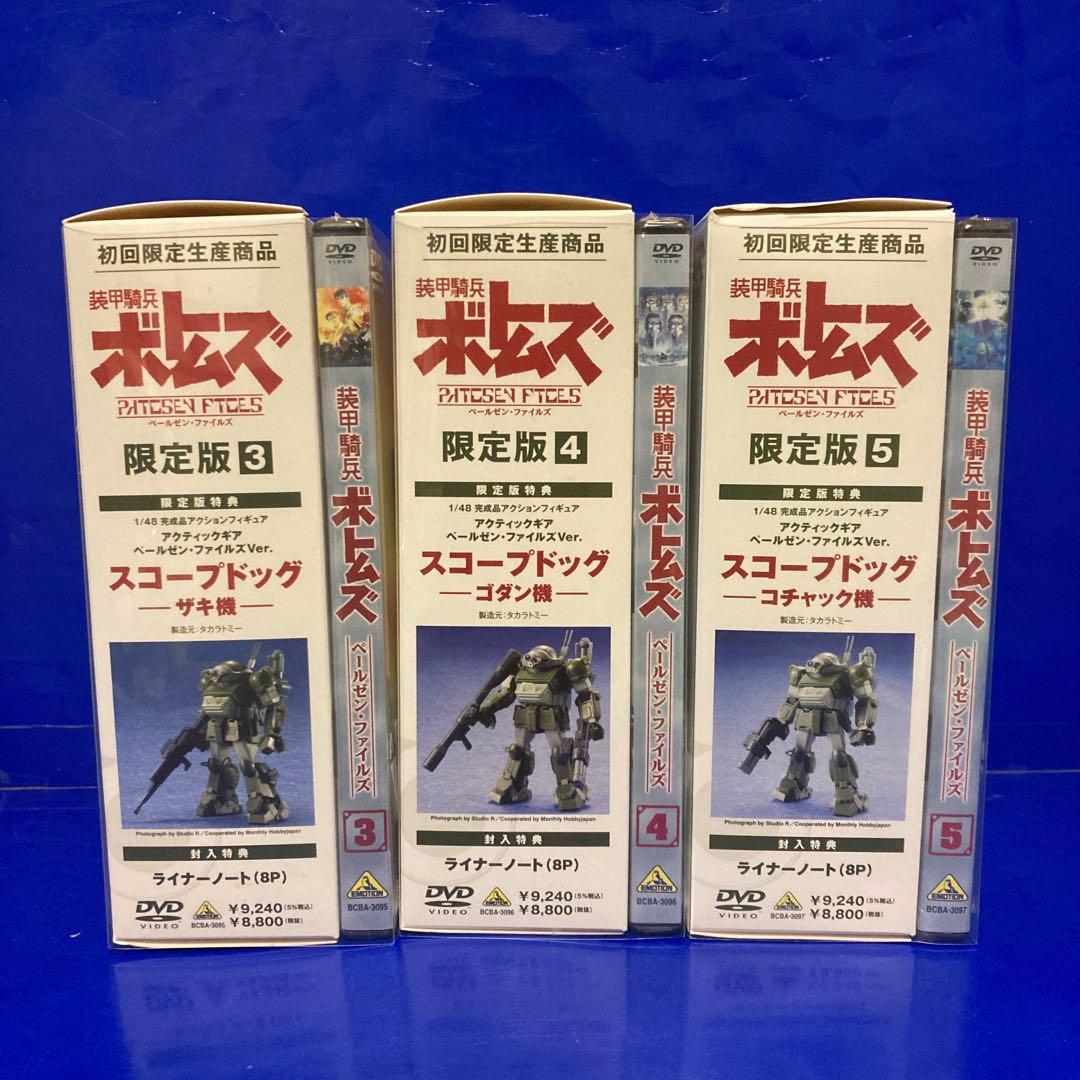 初回限定生産商品
装甲騎兵
ボトムズ
ペールゼン・ファイルズ
限定版3
限定版特典
1/48 完成品アクションフィギュア
アクティックギア
ペールゼン・ファイルズVer.
スコープドッグ
ザキ機
製造元:タカラトミー
Photograph by Studio R/Cooperated by Monthly Hobbyjapan
封入特典
ライナーノート(8P)
DVD
VIDEO
EMOTION
BCBA-3095
¥9,240(5%税込)
¥8,800(税抜)
DVD
VIDEO
装甲騎兵
ボトムズ
ペールゼン・ファイルズ
3
EMOTION
BCBA-3095
初回限定生産商品
装甲騎兵
ボトムズ
ペールゼン・ファイルズ
限定版4
限定版特典
1/48 完成品アクションフィギュア
アクティックギア
ペールゼン・ファイルズVer.
スコープドッグ
ゴダン機
製造元:タカラトミー
Photograph by Studio R/Cooperated by Monthly Hobbyjapan
封入特典
ライナーノート(8P)
DVD
VIDEO
EMOTION
BCBA-3096
¥9,240(5%税込)
¥8,800(税抜)
DVD
VIDEO
装甲騎兵
ボトムズ
ペールゼン・ファイルズ
4
EMOTION
BCBA-3096
初回限定生産商品
装甲騎兵
ボトムズ
ペールゼン・ファイルズ
限定版5
限定版特典
1/48 完成品アクションフィギュア
アクティックギア
ペールゼン・ファイルズVer.
スコープドッグ
コチャック機
製造元:タカラトミー
Photograph by Studio R/Cooperated by Monthly Hobbyjapan
封入特典
ライナーノート(8P)
DVD
VIDEO
EMOTION
BCBA-3097
¥9,240(5%税込)
¥8,800(税抜)
DVD
VIDEO
装甲騎兵
ボトムズ
ペールゼン・ファイルズ
5
EMOTION
BCBA-3097